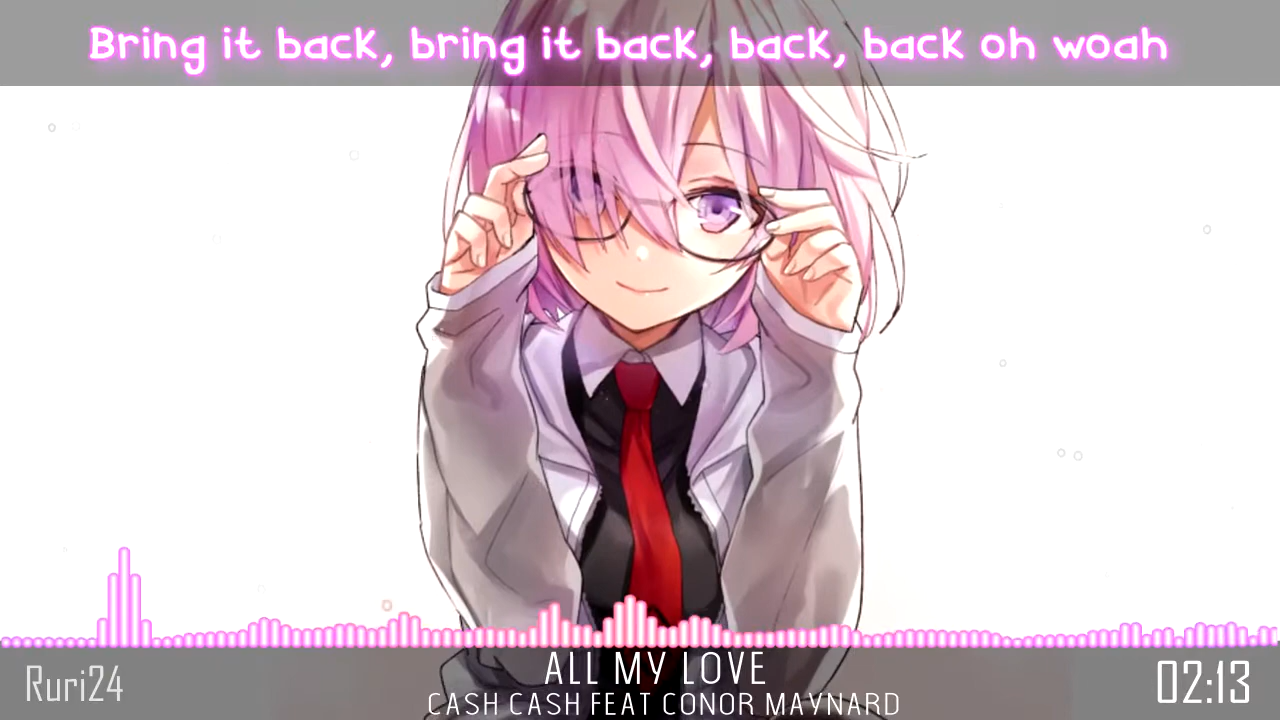 Bring it back, bring it back, back, back oh woah
Ruri24
ALL MY LOVE
CASH CASH FEAT CONOR MAYNARD
02:13